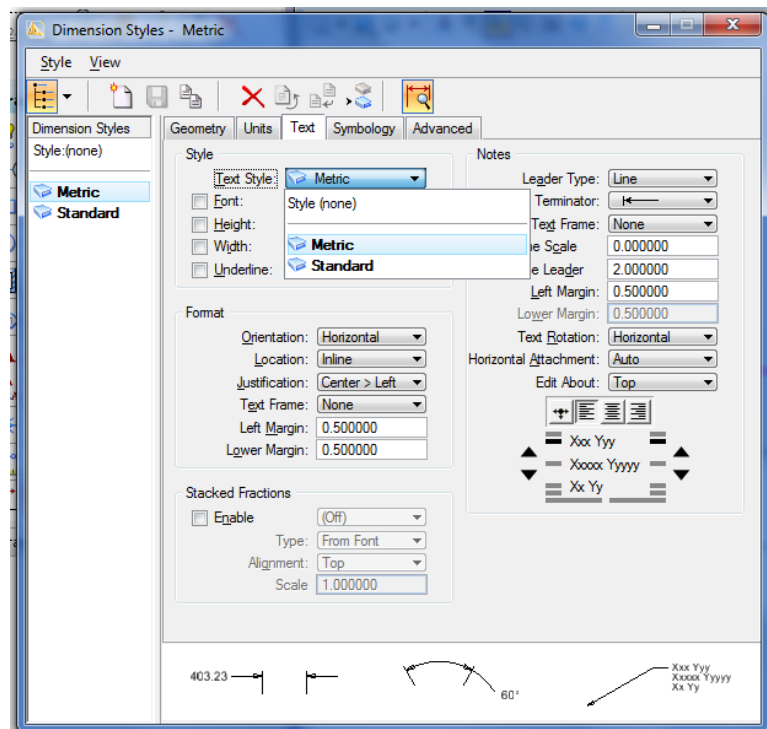 Dimension Styles - Metric
Style View
Dimension Styles
Style:(none)
Metric
Standard
Geometry Units Text Symbology Advanced
Style
Text Style: Metric
Font:
Height:
Width:
Underline:
Style (none)
Metric
Standard
Format
Orientation: Horizontal
Location: Inline
Justification: Center > Left
Text Frame: None
Left Margin: 0.500000
Lower Margin: 0.500000
Stacked Fractions
Enable (Off)
Type: From Font
Alignment: Top
Scale 1.000000
Notes
Leader Type: Line
Terminator:
Text Frame: None
e Scale 0.000000
e Leader 2.000000
Left Margin: 0.500000
Lower Margin: 0.500000
Text Rotation: Horizontal
Horizontal Attachment: Auto
Edit About: Top
Xxx Yyy
Xxxxx Yyyyy
Xx Yy
403.23
60°
Xxx Yyy
Xxxxx Yyyyy
Xx Yy